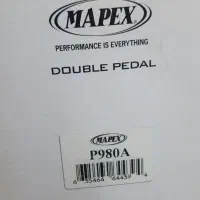 MAPEX
PERFORMANCE IS EVERYTHING
DOUBLE PEDAL
MAPEX
P980A